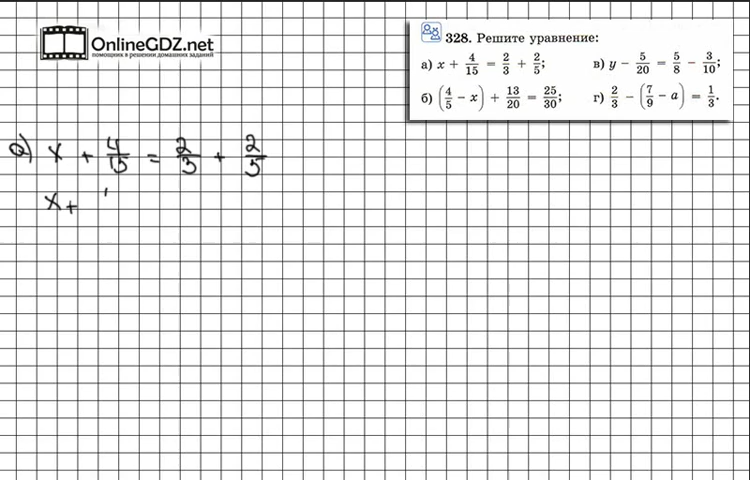 OnlineGDZ.net
помощник в решении домашних заданий
328. Решите уравнение:
а) x + 4/15 = 2/3 + 2/5;
в) y − 5/20 = 5/8 − 3/10;
б) (4/5 − x) + 13/20 = 25/30;
г) 2/3 − (7/9 − a) = 1/3.
а) x + 4/15 = 2/3 + 2/5
x +